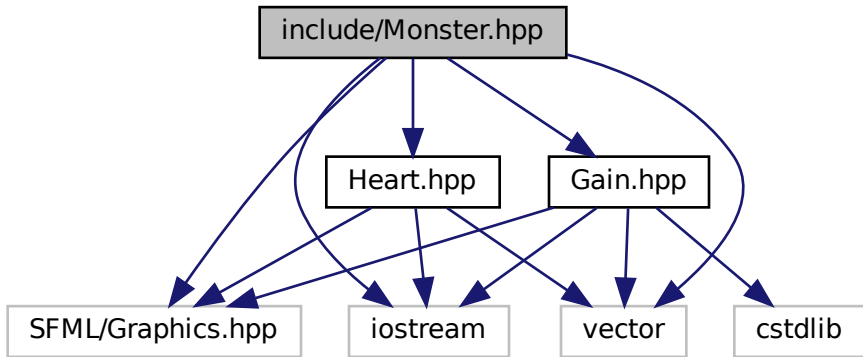 include/Monster.hpp
Heart.hpp
Gain.hpp
SFML/Graphics.hpp
iostream
vector
cstdlib